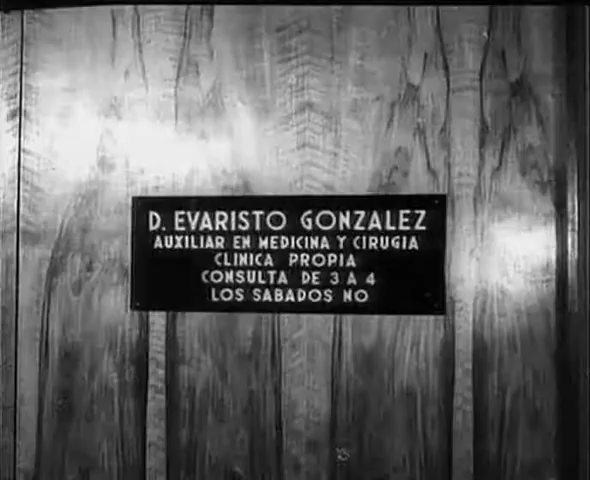 D. EVARISTO GONZALEZ
AUXILIAR EN MEDICINA Y CIRUGIA
CLINICA PROPIA
CONSULTA DE 3 A 4
LOS SABADOS NO